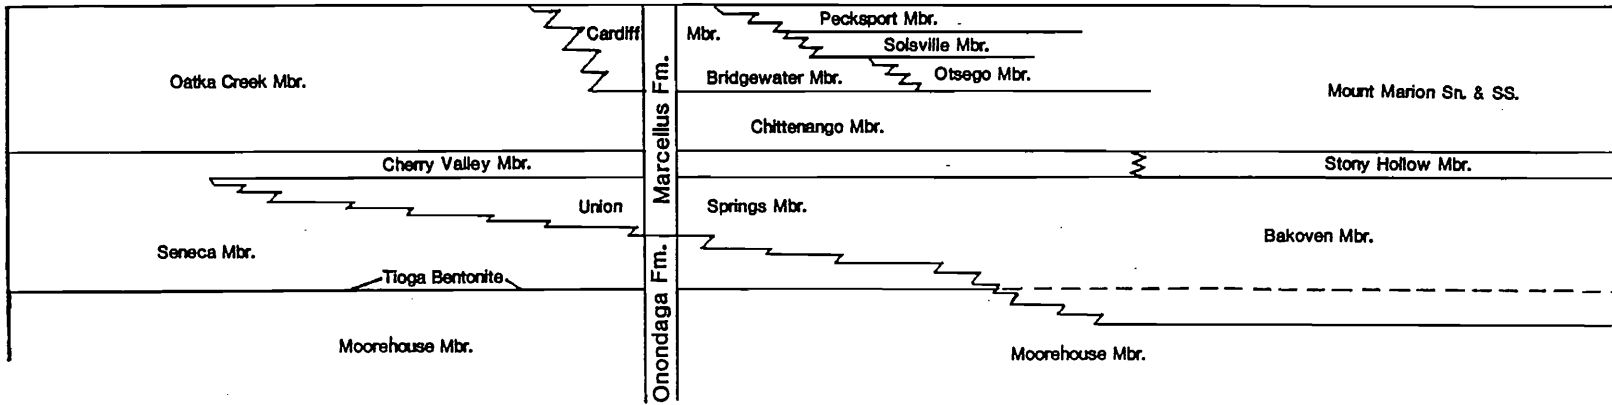 Pecksport Mbr.
Cardiff Mbr.
Solsville Mbr.
Oatka Creek Mbr.
Bridgewater Mbr.
Otsego Mbr.
Mount Marion Sn. & SS.
Chittenango Mbr.
Cherry Valley Mbr.
Stony Hollow Mbr.
Union Springs Mbr.
Seneca Mbr.
Bakoven Mbr.
Tioga Bentonite
Moorehouse Mbr.
Moorehouse Mbr.
Marcellus Fm.
Onondaga Fm.